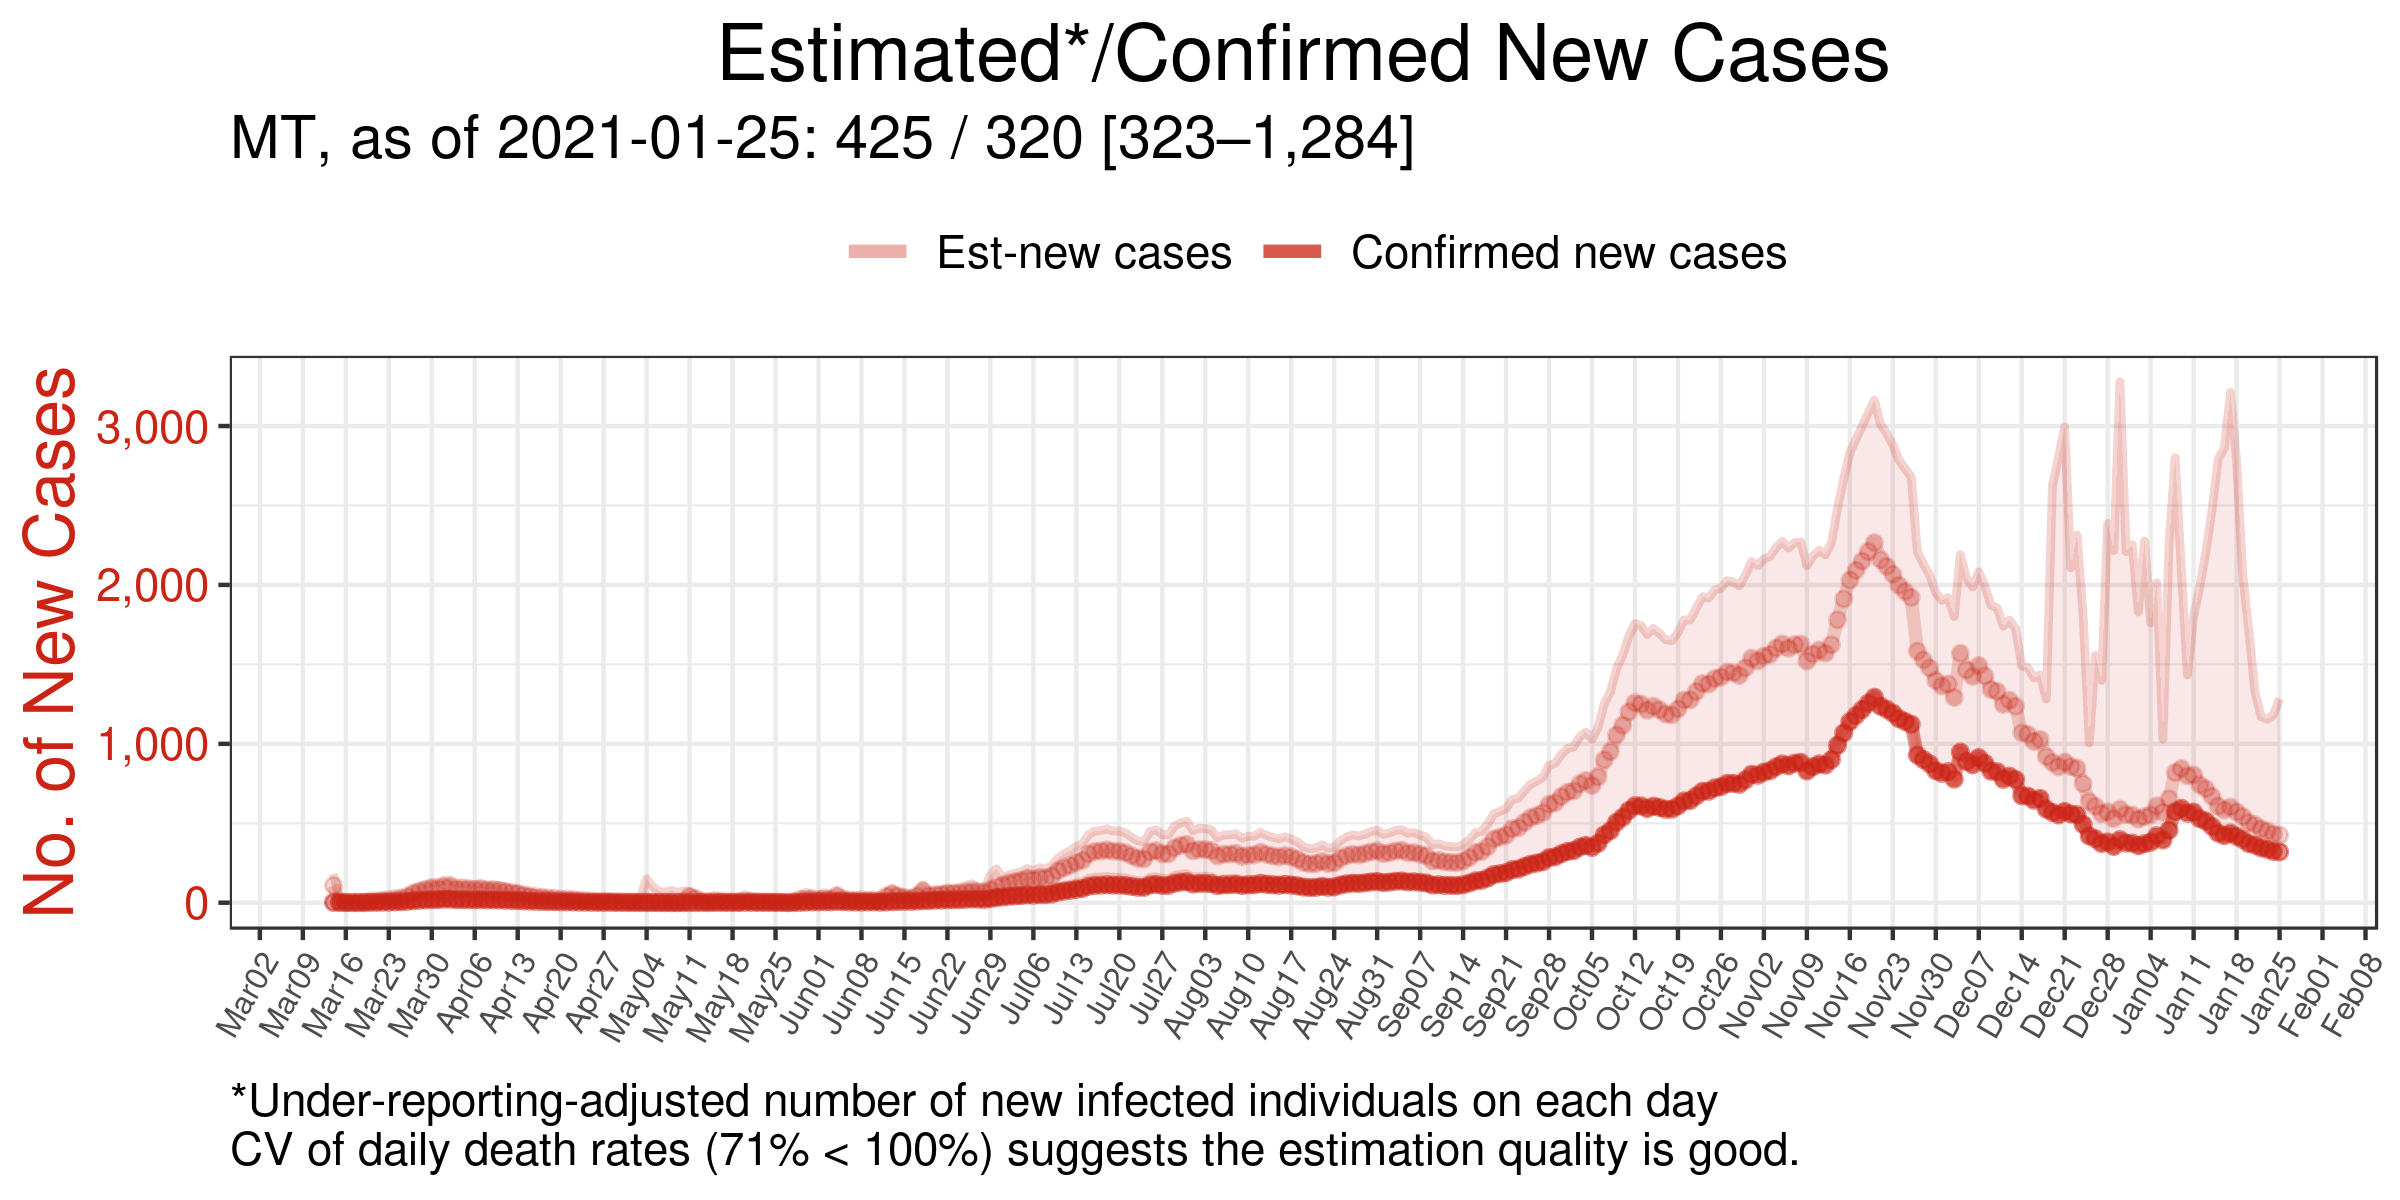 Estimated*/Confirmed New Cases
MT, as of 2021-01-25: 425 / 320 [323–1,284]
Est-new cases
Confirmed new cases
No. of New Cases
3,000
2,000
1,000
0
Mar02
Mar09
Mar16
Mar23
Mar30
Apr06
Apr13
Apr20
Apr27
May04
May11
May18
May25
Jun01
Jun08
Jun15
Jun22
Jun29
Jul06
Jul13
Jul20
Jul27
Aug03
Aug10
Aug17
Aug24
Aug31
Sep07
Sep14
Sep21
Sep28
Oct05
Oct12
Oct19
Oct26
Nov02
Nov09
Nov16
Nov23
Nov30
Dec07
Dec14
Dec21
Dec28
Jan04
Jan11
Jan18
Jan25
Feb01
Feb08
*Under-reporting-adjusted number of new infected individuals on each day
CV of daily death rates (71% < 100%) suggests the estimation quality is good.